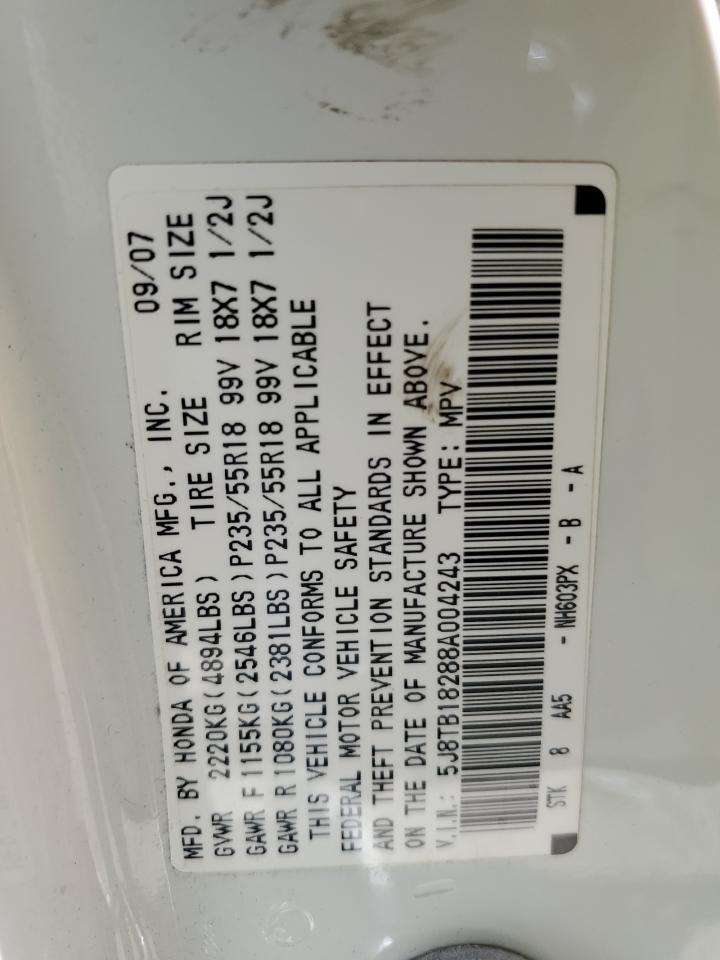 MFD. BY HONDA OF AMERICA MFG., INC. 09/07
GVWR 2220KG(4894LBS) TIRE SIZE RIM SIZE
GAWR F 1155KG(2546LBS)P235/55R18 99V 18X7 1/2J
GAWR R 1080KG(2381LBS)P235/55R18 99V 18X7 1/2J
THIS VEHICLE CONFORMS TO ALL APPLICABLE
FEDERAL MOTOR VEHICLE SAFETY
AND THEFT PREVENTION STANDARDS IN EFFECT
ON THE DATE OF MANUFACTURE SHOWN ABOVE.
V.I.N.: 5J8TB18288A004243 TYPE: MPV
STK 8 AA5 - NH603PX - B - A